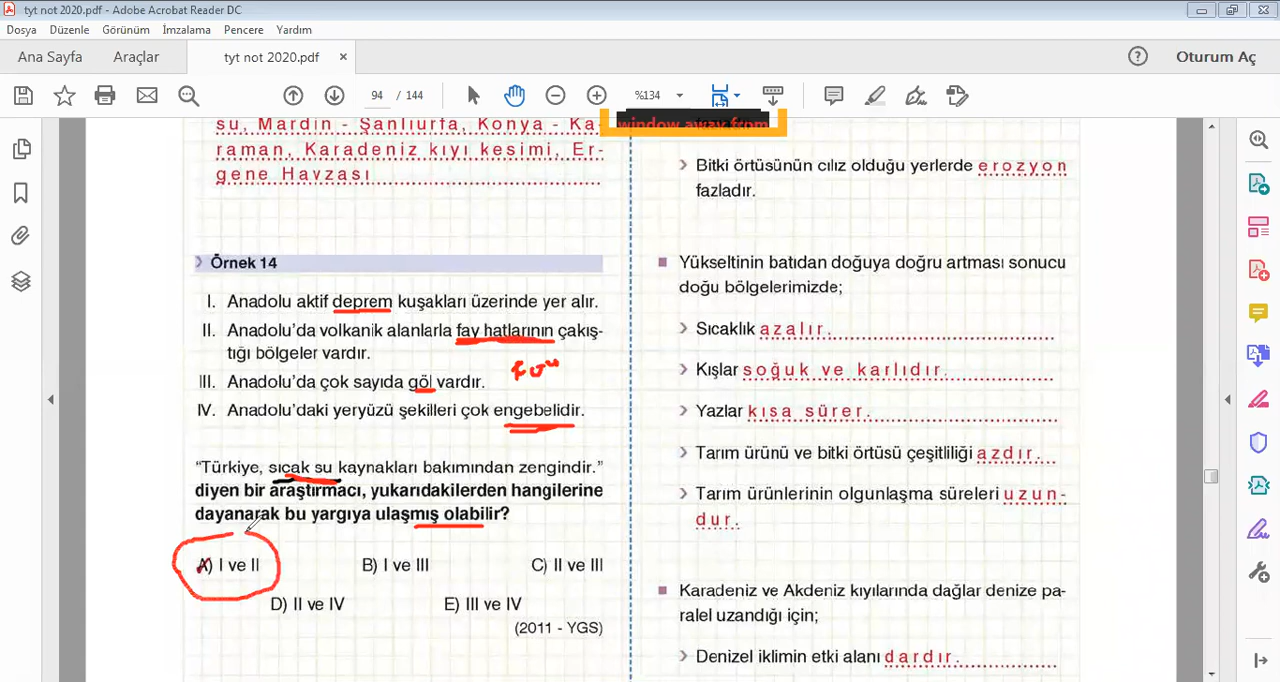 tyt not 2020.pdf - Adobe Acrobat Reader DC
Dosya Düzenle Görünüm İmzalama Pencere Yardım
Ana Sayfa Araçlar tyt not 2020.pdf × Oturum Aç
94 / 144 %134
window away from
su, Mardin - Şanlıurfa, Konya - Ka-
raman, Karadeniz kıyı kesimi, Er-
gene Havzası
Örnek 14
I. Anadolu aktif deprem kuşakları üzerinde yer alır.
II. Anadolu'da volkanik alanlarla fay hatlarının çakış-
tığı bölgeler vardır.
III. Anadolu'da çok sayıda göl vardır.
IV. Anadolu'daki yeryüzü şekilleri çok engebelidir.
"Türkiye, sıcak su kaynakları bakımından zengindir."
diyen bir araştırmacı, yukarıdakilerden hangilerine
dayanarak bu yargıya ulaşmış olabilir?
A) I ve II B) I ve III C) II ve III
D) II ve IV E) III ve IV
(2011 - YGS)
Bitki örtüsünün cılız olduğu yerlerde erozyon
fazladır.
Yükseltinin batıdan doğuya doğru artması sonucu
doğu bölgelerimizde;
Sıcaklık azalır.
Kışlar soğuk ve karlıdır.
Yazlar kısa sürer.
Tarım ürünü ve bitki örtüsü çeşitliliği azdır.
Tarım ürünlerinin olgunlaşma süreleri uzun-
dur.
Karadeniz ve Akdeniz kıyılarında dağlar denize pa-
ralel uzandığı için;
Denizel iklimin etki alanı dardır.